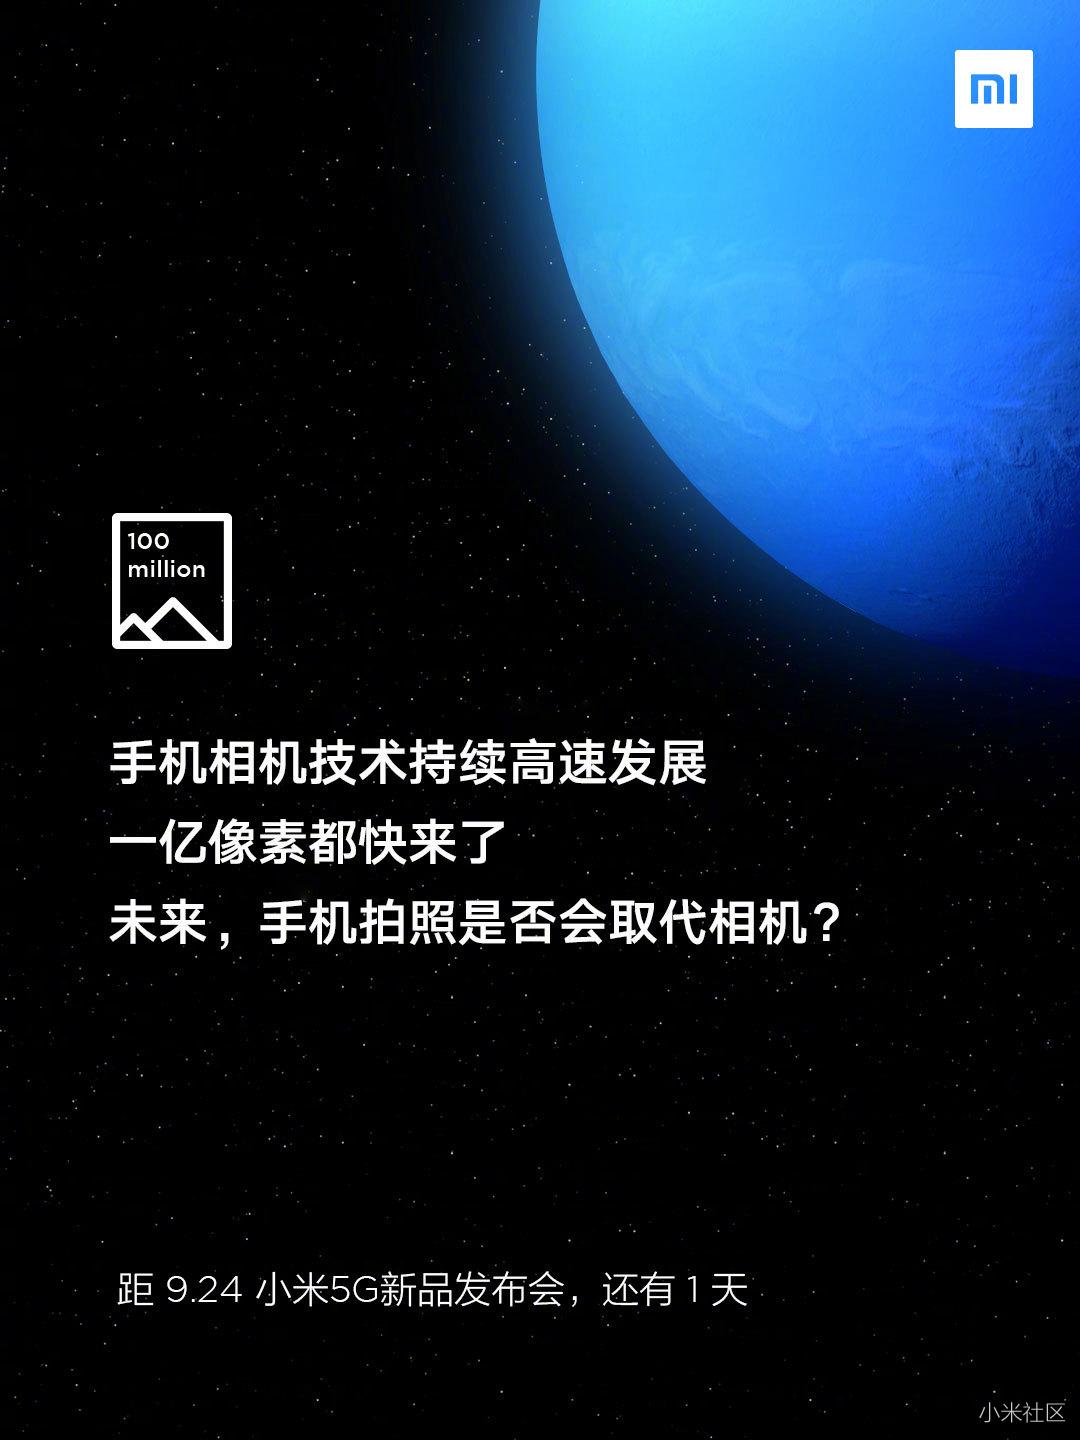 mi
100
million
手机相机技术持续高速发展
一亿像素都快来了
未来，手机拍照是否会取代相机？
距 9.24 小米5G新品发布会，还有 1 天
小米社区